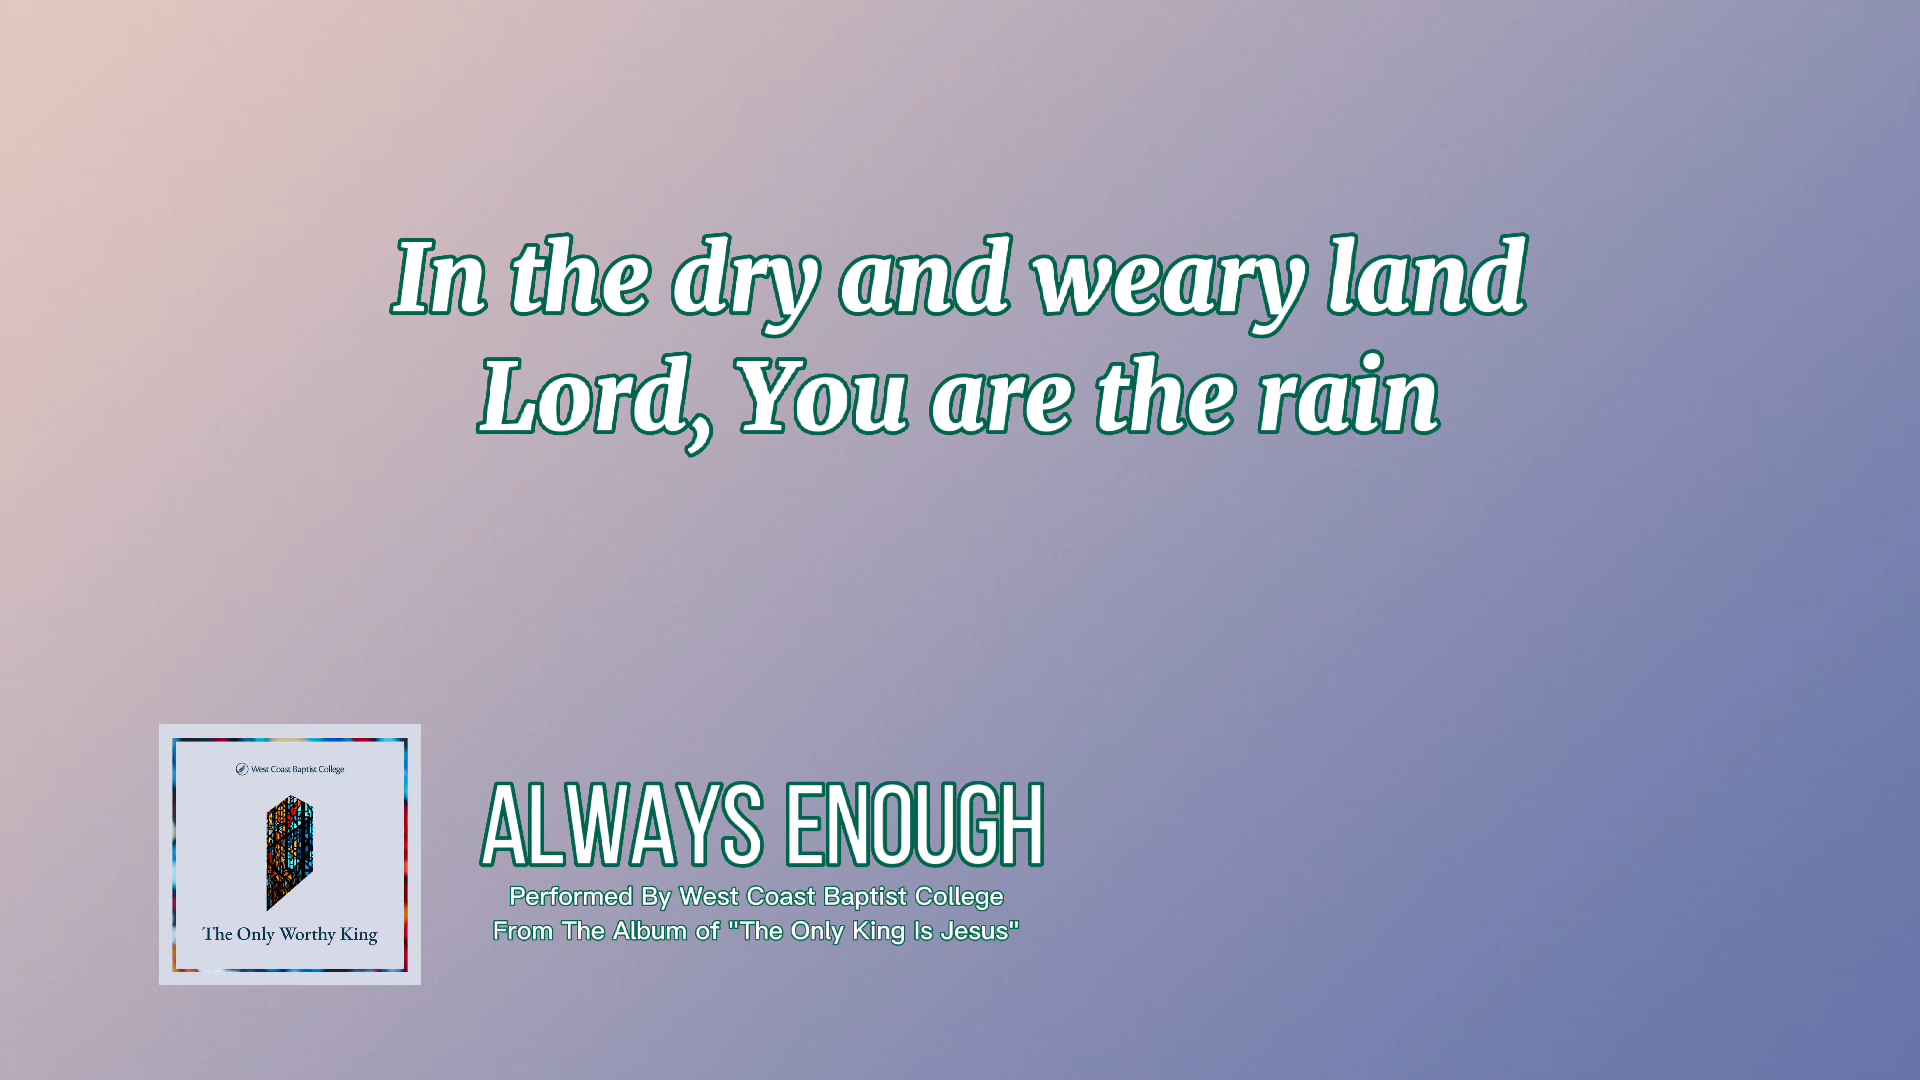 In the dry and weary land
Lord, You are the rain
West Coast Baptist College
The Only Worthy King
ALWAYS ENOUGH
Performed By West Coast Baptist College
From The Album of "The Only King Is Jesus"